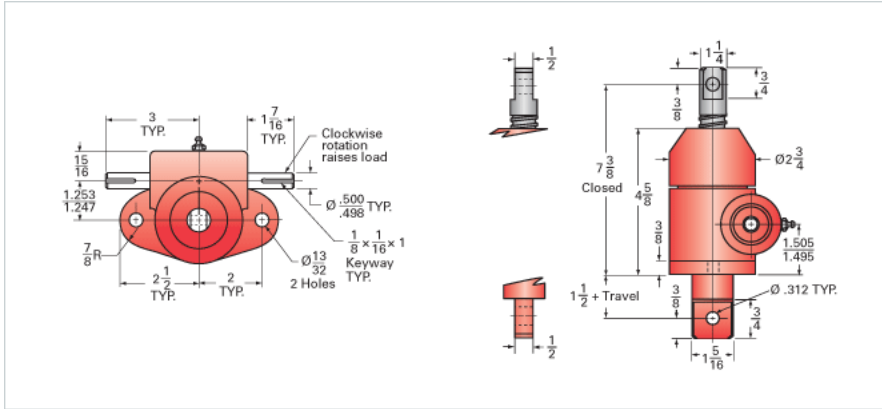 3
TYP.
1 7/16
TYP.
Clockwise
rotation
raises load
15/16
1.253/1.247
Ø .500/.498 TYP.
1/8 × 1/16 × 1
Keyway
TYP.
7/8 R
Ø 13/32
2 Holes
2 1/2
TYP.
2
TYP.
1/2
1/2
1 1/4
3/4
3/8
7 3/8
Closed
4 5/8
Ø2 3/4
3/8
1.505/1.495
1 1/2 + Travel
3/8
Ø .312 TYP.
3/4
1 5/16